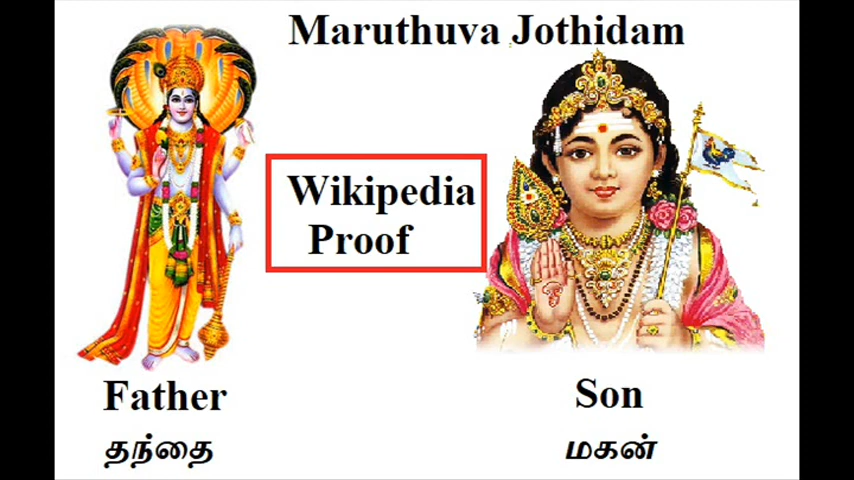 Maruthuva Jothidam
Wikipedia
Proof
Father
தந்தை
Son
மகன்